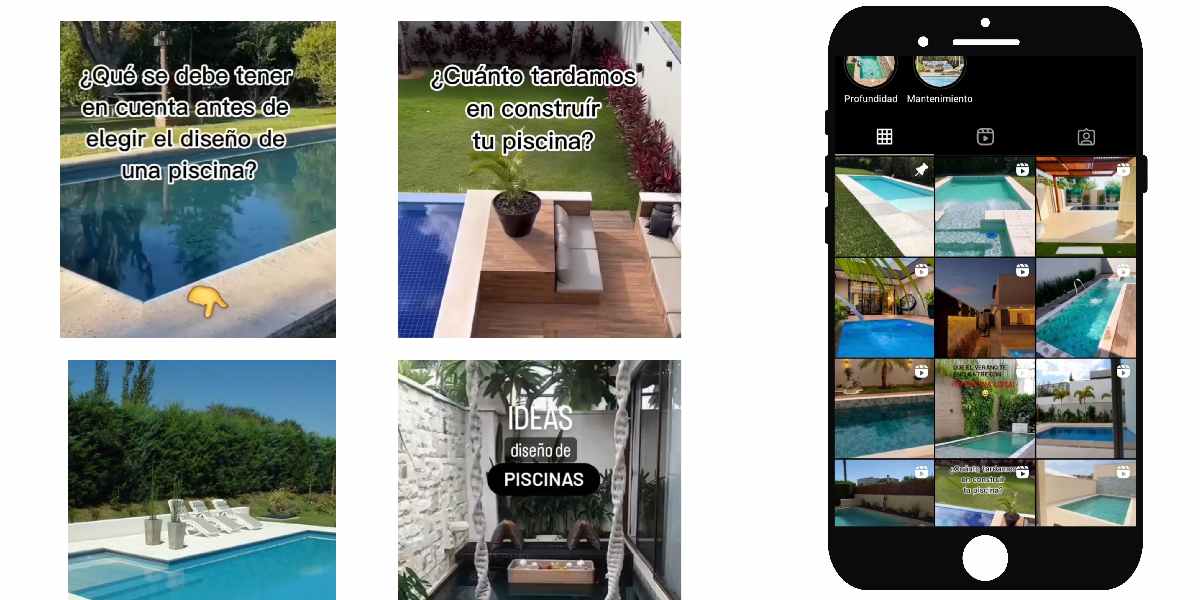 ¿Qué se debe tener
en cuenta antes de
elegir el diseño de
una piscina?
¿Cuánto tardamos
en construír
tu piscina?
IDEAS
diseño de
PISCINAS
Profundidad
Mantenimiento
QUE EL VERANO TE
ENCUENTRE CON
¿Cuánto tardamos
en construír
tu piscina?